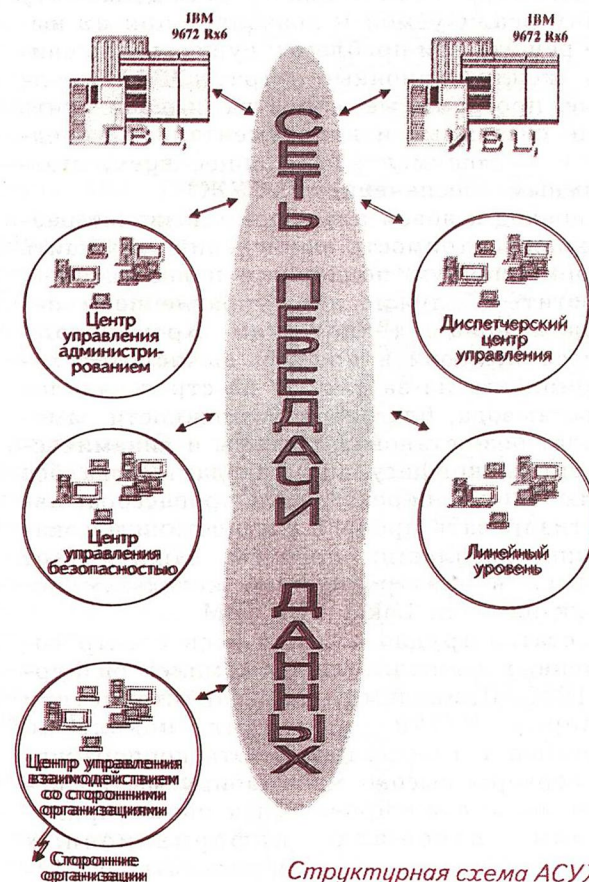 IBM
9672 Rx6
IBM
9672 Rx6
ГВЦ
ИВЦ
СЕТЬ ПЕРЕДАЧИ ДАННЫХ
Центр
управления
администри-
рованием
Диспетчерский
центр
управления
Центр
управления
безопасностью
Линейный
уровень
Центр управления
взаимодействием
со сторонними
организациями
Сторонние
организации
Структурная схема АСУ